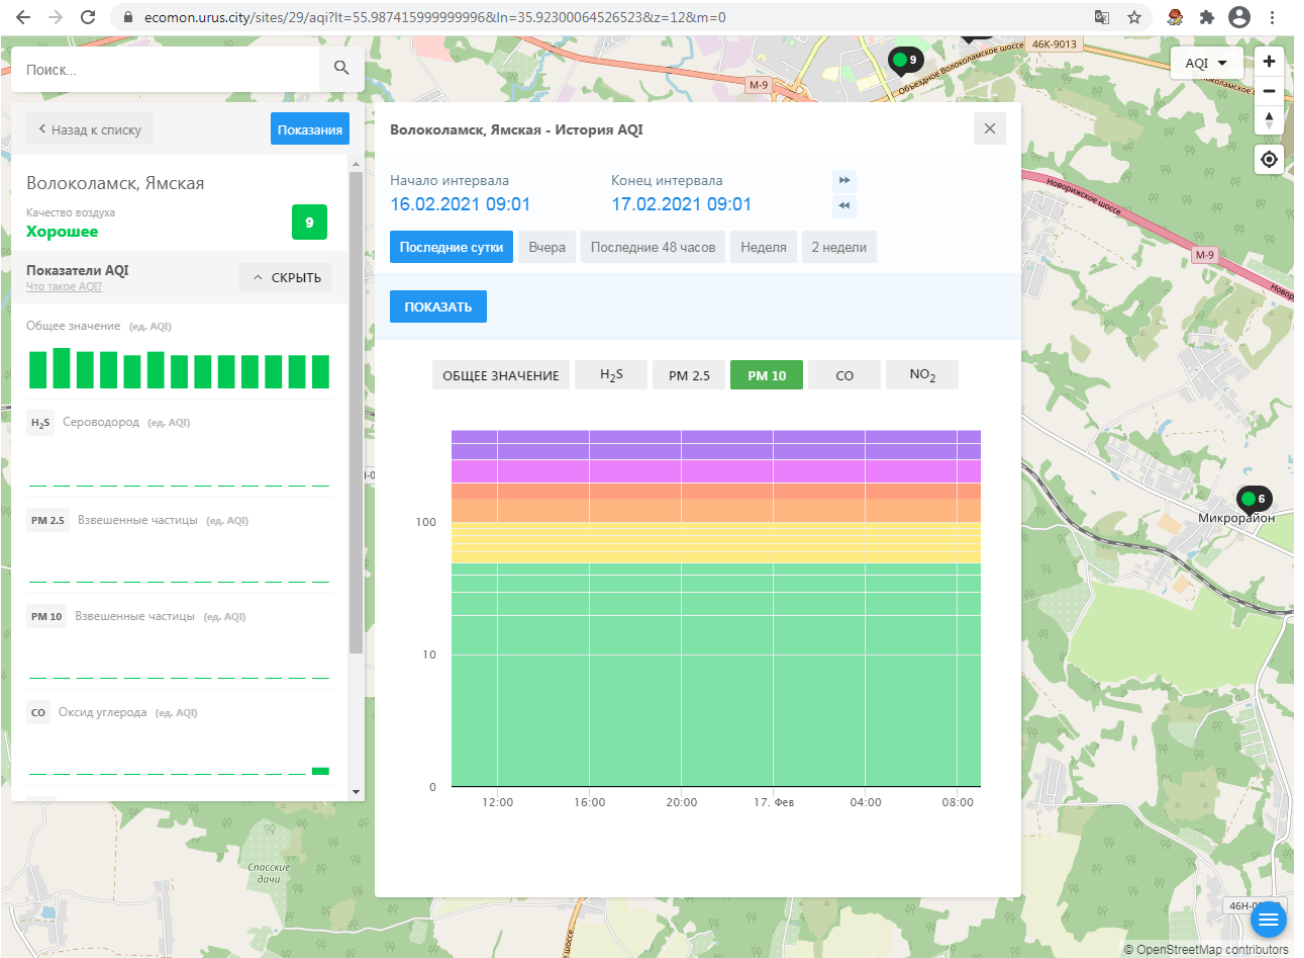 ecomon.urus.city/sites/29/aqi?lt=55.98741599999999996&ln=35.92300064526523&z=12&m=0
Поиск...
46К-9013
Объездное Волоколамское шоссе
9
М-9
AQI
Назад к списку
Показания
Волоколамск, Ямская - История AQI
Волоколамск, Ямская
Качество воздуха
Хорошее
9
Начало интервала
Конец интервала
16.02.2021 09:01
17.02.2021 09:01
Новорижское шоссе
М-9
Последние сутки
Вчера
Последние 48 часов
Неделя
2 недели
Показатели AQI
Что такое AQI?
СКРЫТЬ
ПОКАЗАТЬ
Общее значение (ед. AQI)
ОБЩЕЕ ЗНАЧЕНИЕ
H2S
PM 2.5
PM 10
CO
NO2
H2S Сероводород (ед. AQI)
PM 2.5 Взвешенные частицы (ед. AQI)
PM 10 Взвешенные частицы (ед. AQI)
CO Оксид углерода (ед. AQI)
100
10
0
12:00
16:00
20:00
17. Фев
04:00
08:00
6
Микрорайон
Спасские
дачи
шоссе
© OpenStreetMap contributors